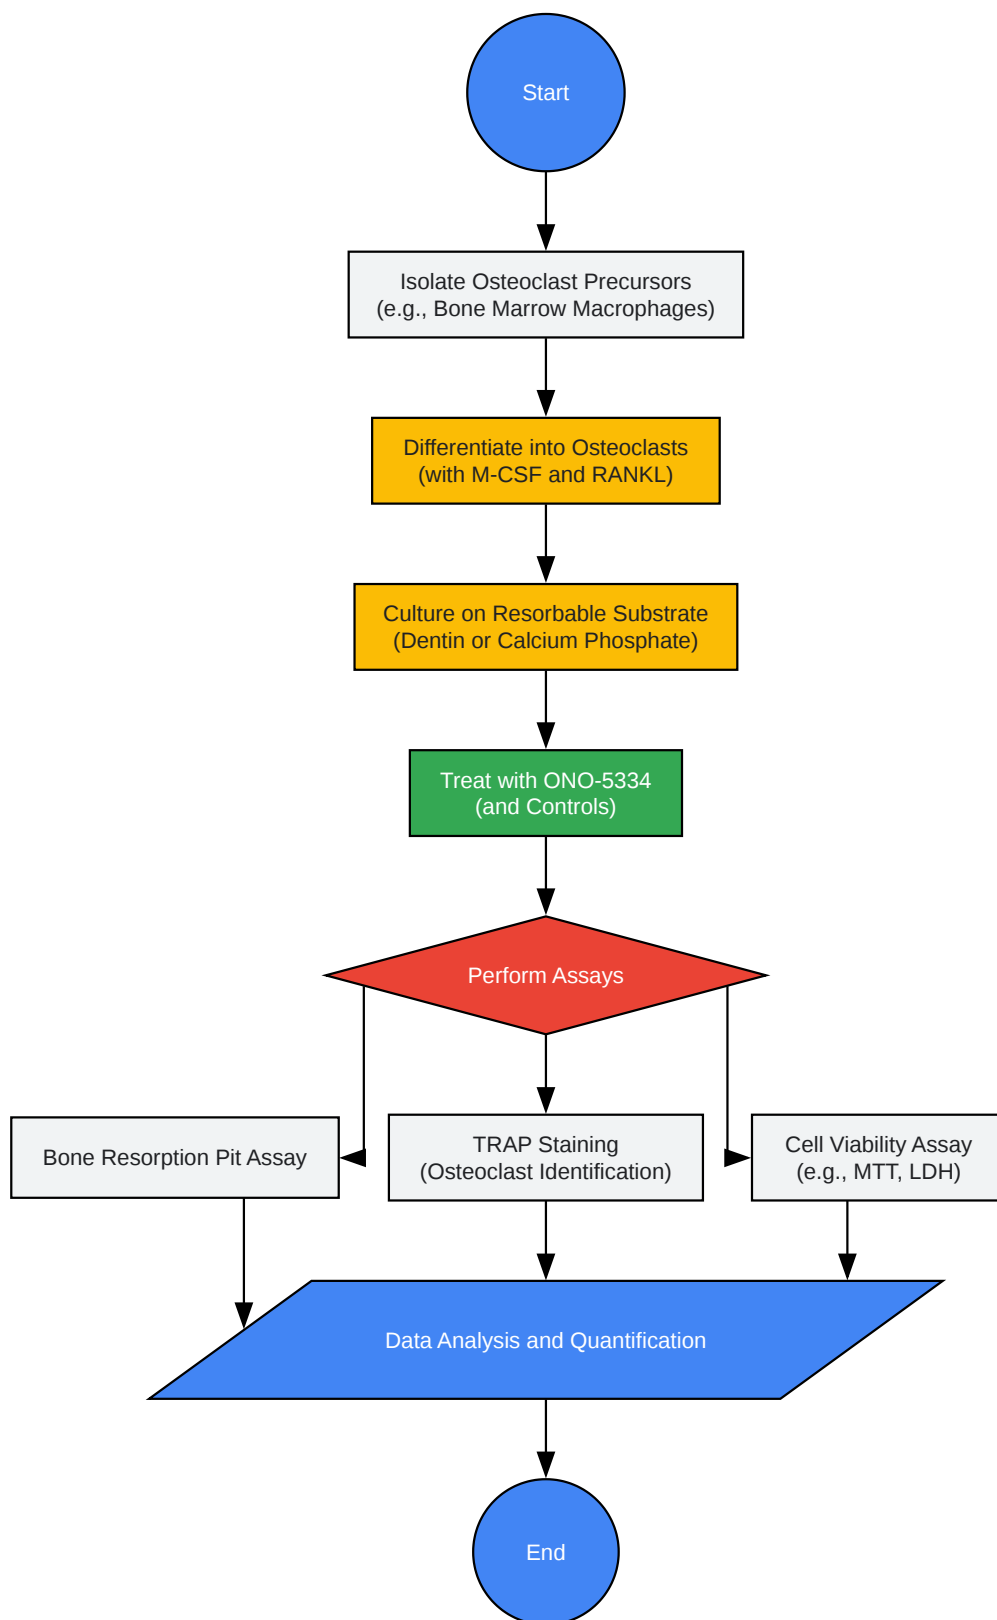 Start
Isolate Osteoclast Precursors
(e.g., Bone Marrow Macrophages)
Differentiate into Osteoclasts
(with M-CSF and RANKL)
Culture on Resorbable Substrate
(Dentin or Calcium Phosphate)
Treat with ONO-5334
(and Controls)
Perform Assays
Bone Resorption Pit Assay
TRAP Staining
(Osteoclast Identification)
Cell Viability Assay
(e.g., MTT, LDH)
Data Analysis and Quantification
End